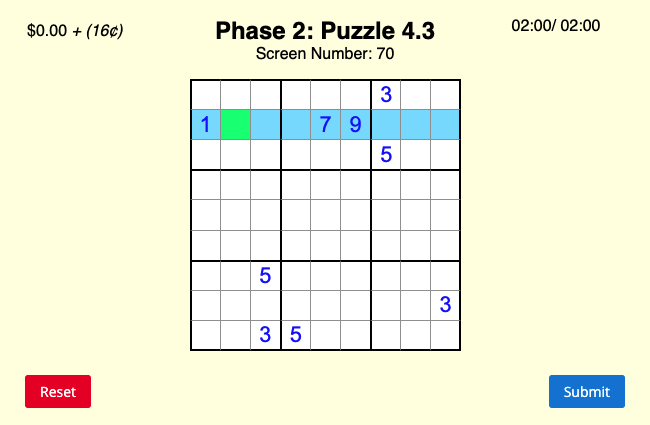 $0.00 + (16¢)
Phase 2: Puzzle 4.3
02:00/ 02:00
Screen Number: 70
3
1 7 9
5
5
3
3 5
Reset
Submit